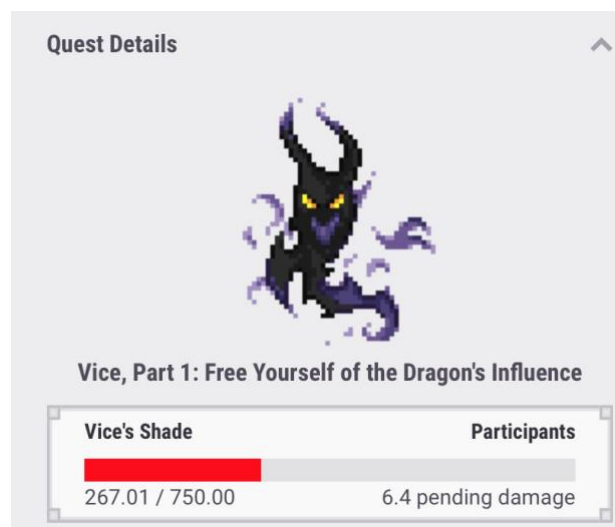 Quest Details
Vice, Part 1: Free Yourself of the Dragon's Influence
Vice's Shade Participants
267.01 / 750.00 6.4 pending damage